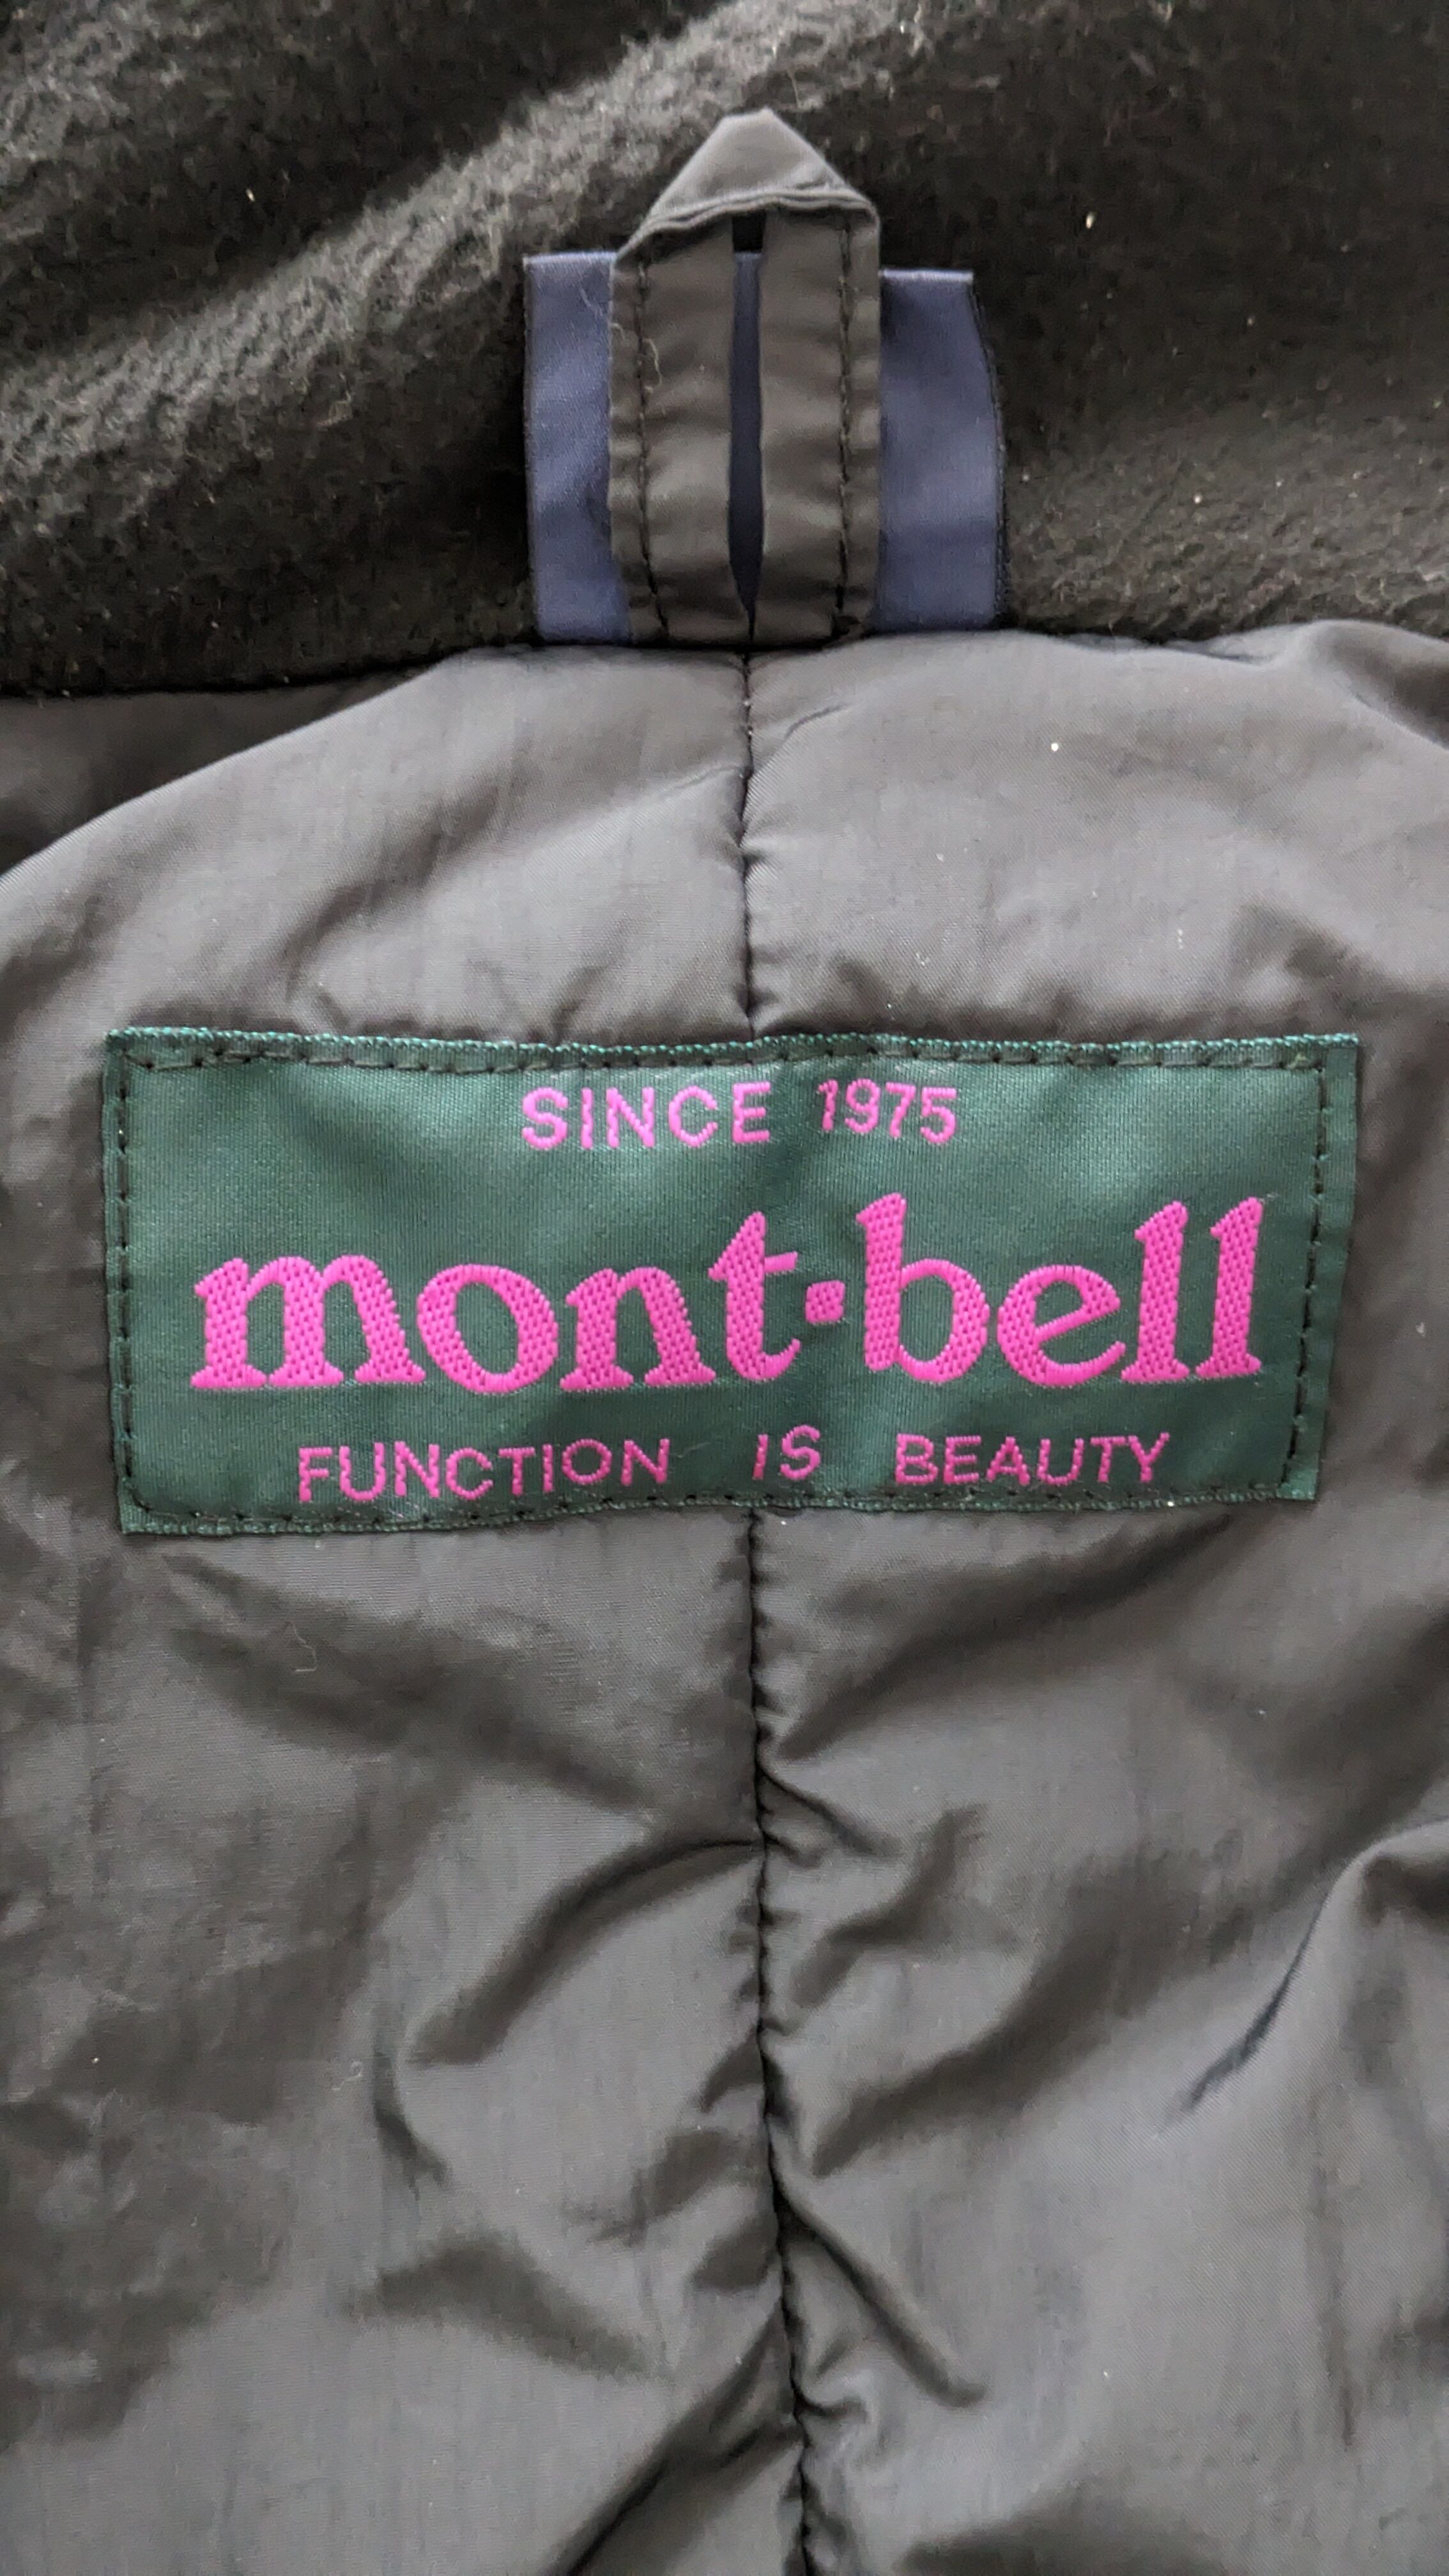 SINCE 1975
mont-bell
FUNCTION IS BEAUTY